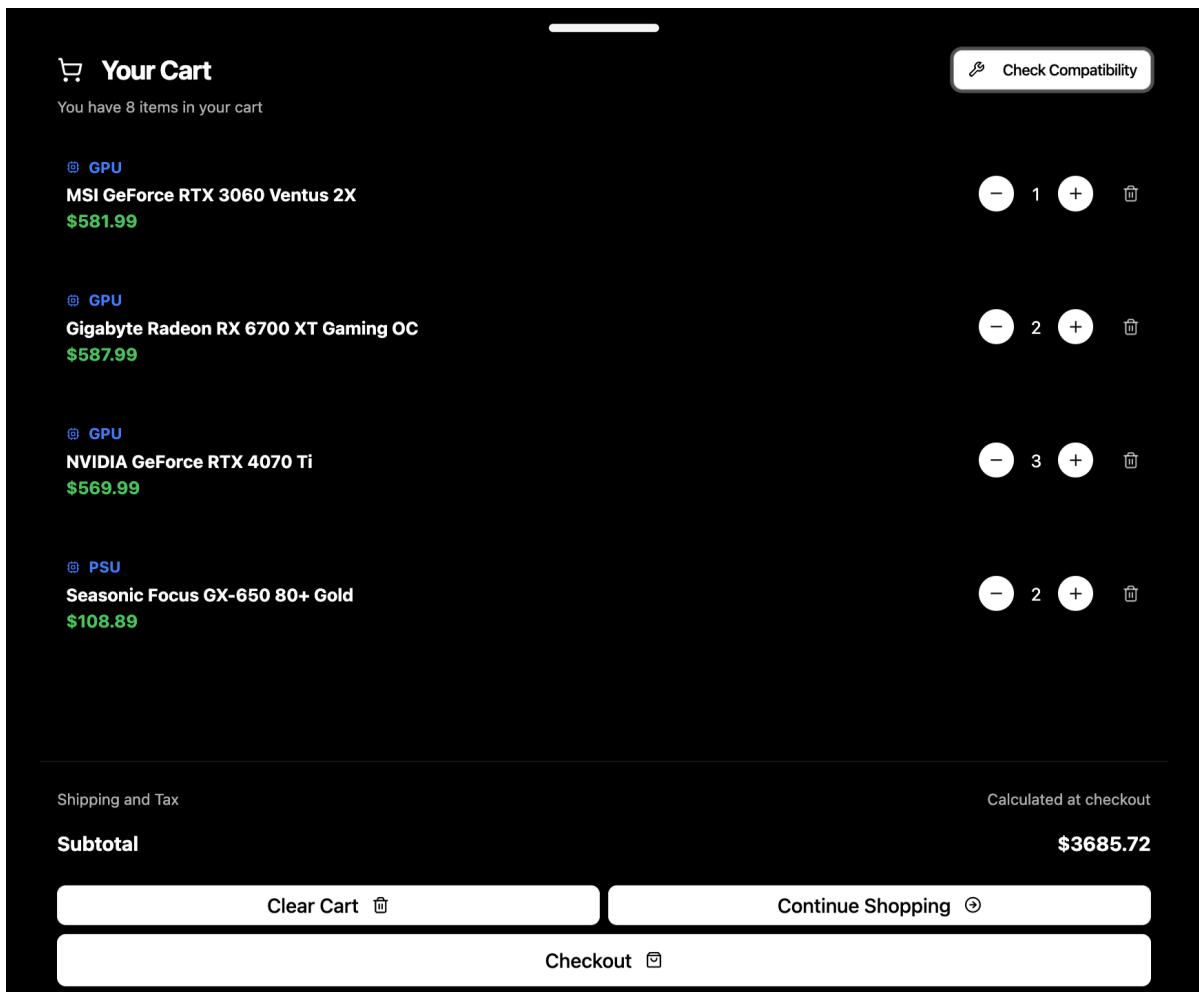 Your Cart
Check Compatibility
You have 8 items in your cart
GPU
MSI GeForce RTX 3060 Ventus 2X
$581.99
1
GPU
Gigabyte Radeon RX 6700 XT Gaming OC
$587.99
2
GPU
NVIDIA GeForce RTX 4070 Ti
$569.99
3
PSU
Seasonic Focus GX-650 80+ Gold
$108.89
2
Shipping and Tax
Calculated at checkout
Subtotal
$3685.72
Clear Cart
Continue Shopping
Checkout